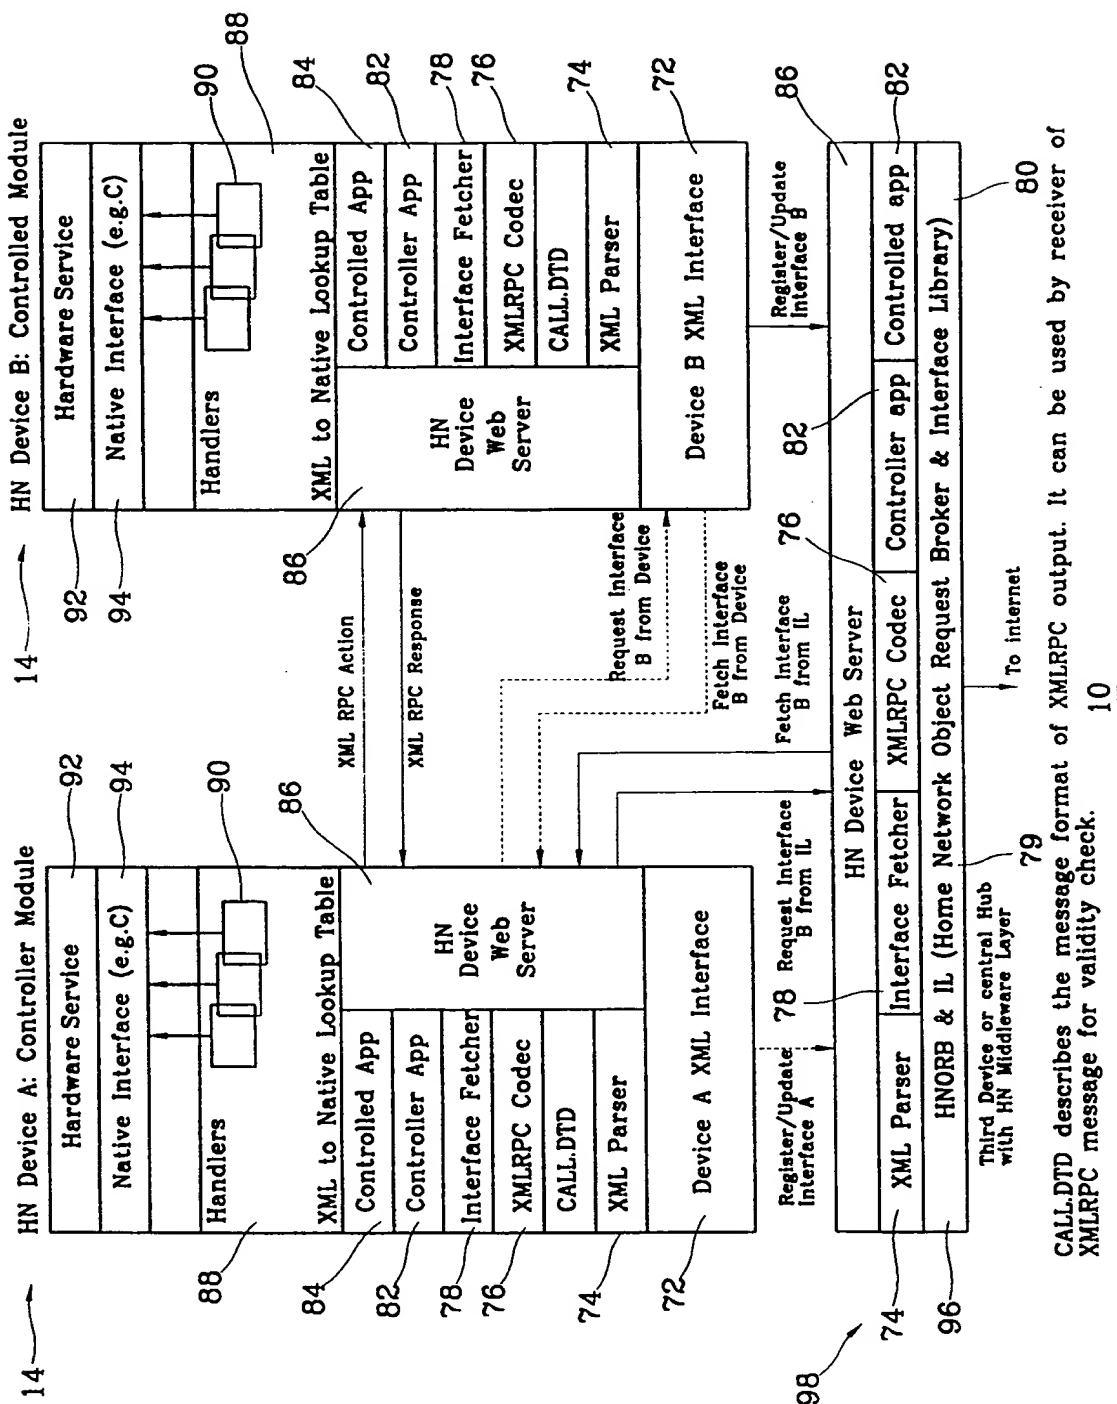 14
HN Device A: Controller Module
92
Hardware Service
94
Native Interface (e.g.C)
90
Handlers
88
XML to Native Lookup Table
86
84
Controlled App
82
Controller App
78
Interface Fetcher
76
XMLRPC Codec
CALL.DTD
74
XML Parser
HN
Device
Web
Server
72
Device A XML Interface
XML RPC Action
XML RPC Response
Request Interface
B from Device
Fetch Interface
B from Device
14
HN Device B: Controlled Module
92
Hardware Service
94
Native Interface (e.g.C)
90
Handlers
88
XML to Native Lookup Table
86
84
Controlled App
82
Controller App
78
Interface Fetcher
76
XMLRPC Codec
CALL.DTD
74
XML Parser
HN
Device
Web
Server
72
Device B XML Interface
Register/Update
Interface A
Request Interface
B from IL
Fetch Interface
B from IL
Register/Update
Interface B
98
78
76
82
86
HN Device Web Server
74
XML Parser
Interface Fetcher
XMLRPC Codec
Controller app
Controlled app
82
96
HNORB & IL (Home Network Object Request Broker & Interface Library)
79
80
Third Device or central Hub
with HN Middleware Layer
To internet
CALL.DTD describes the message format of XMLRPC output. It can be used by receiver of
XMLRPC message for validity check.
10